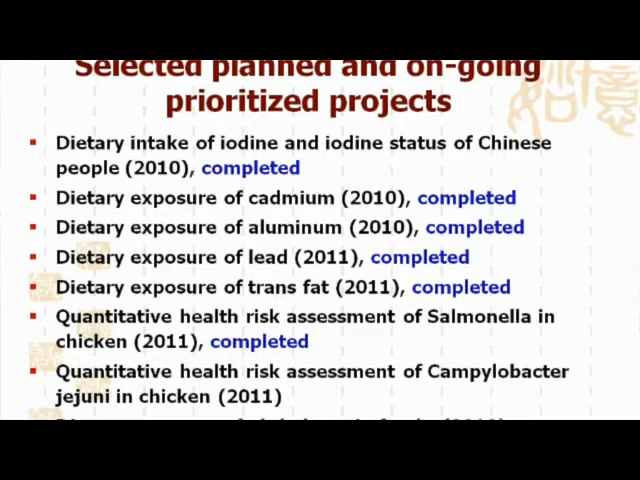 Selected planned and on-going
prioritized projects
▪ Dietary intake of iodine and iodine status of Chinese
people (2010), completed
▪ Dietary exposure of cadmium (2010), completed
▪ Dietary exposure of aluminum (2010), completed
▪ Dietary exposure of lead (2011), completed
▪ Dietary exposure of trans fat (2011), completed
▪ Quantitative health risk assessment of Salmonella in
chicken (2011), completed
▪ Quantitative health risk assessment of Campylobacter
jejuni in chicken (2011)